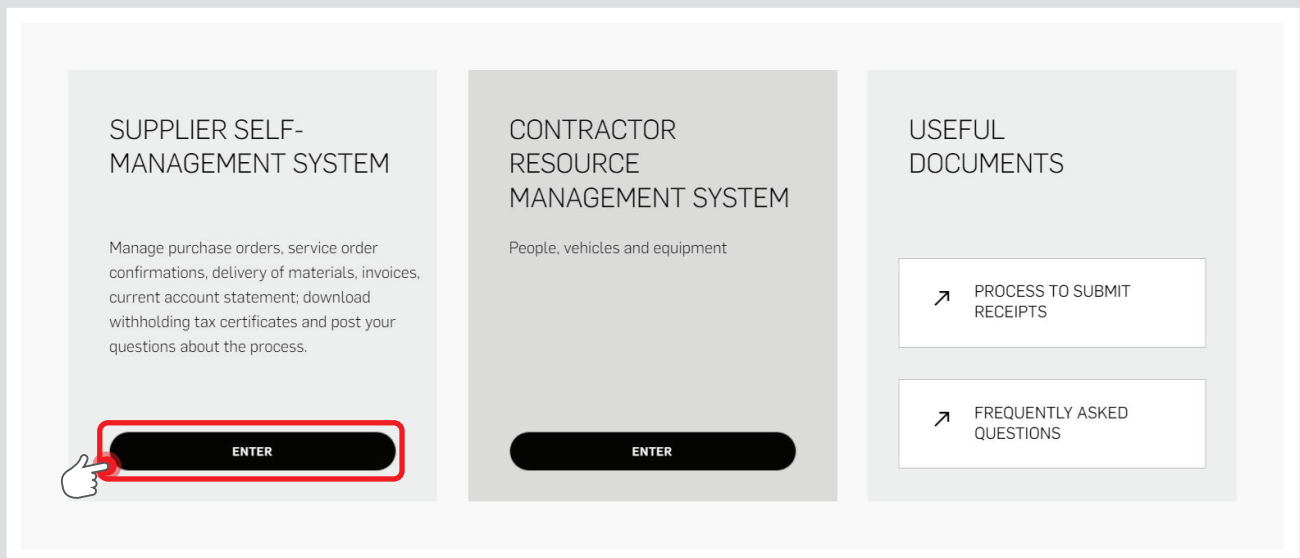 SUPPLIER SELF-
MANAGEMENT SYSTEM
Manage purchase orders, service order
confirmations, delivery of materials, invoices,
current account statement; download
withholding tax certificates and post your
questions about the process.
ENTER
CONTRACTOR
RESOURCE
MANAGEMENT SYSTEM
People, vehicles and equipment
ENTER
USEFUL
DOCUMENTS
PROCESS TO SUBMIT
RECEIPTS
FREQUENTLY ASKED
QUESTIONS